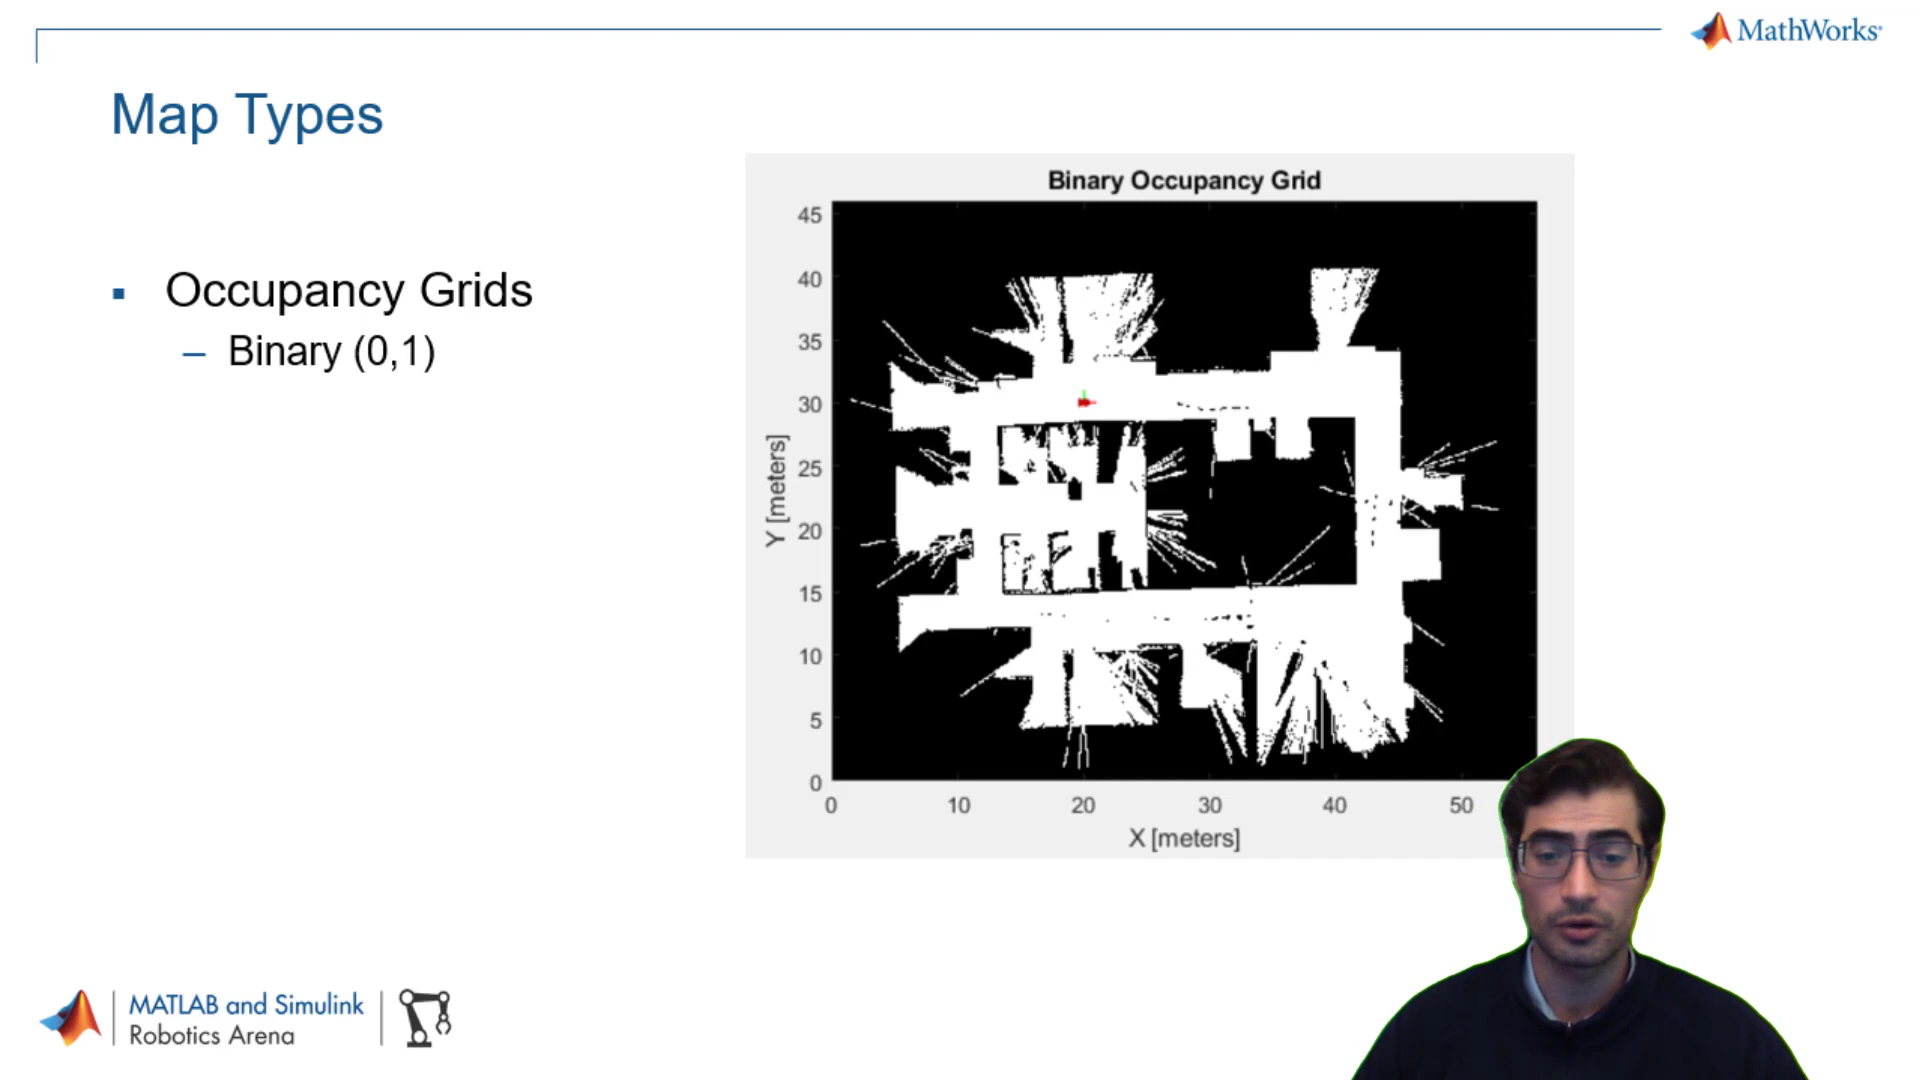 MathWorks®
Map Types
▪ Occupancy Grids
– Binary (0,1)
Binary Occupancy Grid
45
40
35
30
25
20
15
10
5
0
Y [meters]
0 10 20 30 40 50
X [meters]
MATLAB and Simulink
Robotics Arena